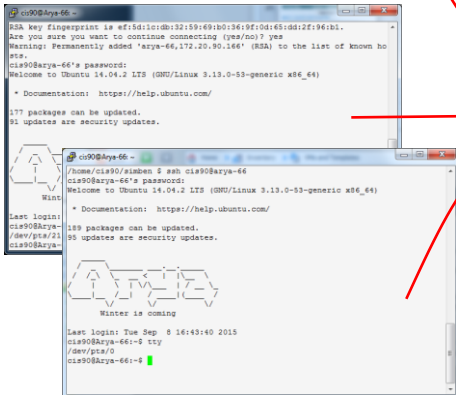 cis90@Arya-66: ~
RSA key fingerprint is ef:5d:1c:db:32:59:69:b0:36:9f:0d:65:dd:2f:96:b1.
Are you sure you want to continue connecting (yes/no)? yes
Warning: Permanently added 'arya-66,172.20.90.166' (RSA) to the list of known ho
sts.
cis90@arya-66's password:
Welcome to Ubuntu 14.04.2 LTS (GNU/Linux 3.13.0-53-generic x86_64)
* Documentation:  https://help.ubuntu.com/
177 packages can be updated.
91 updates are security updates.
Wint
Last login:
/dev/pts/21
cis90@Arya-
cis90@Arya-66: ~
/home/cis90/simben $ ssh cis90@arya-66
cis90@arya-66's password:
Welcome to Ubuntu 14.04.2 LTS (GNU/Linux 3.13.0-53-generic x86_64)
* Documentation:  https://help.ubuntu.com/
189 packages can be updated.
95 updates are security updates.
Arya
Winter is coming
Last login: Tue Sep  8 16:43:40 2015
cis90@Arya-66:~$ tty
/dev/pts/0
cis90@Arya-66:~$